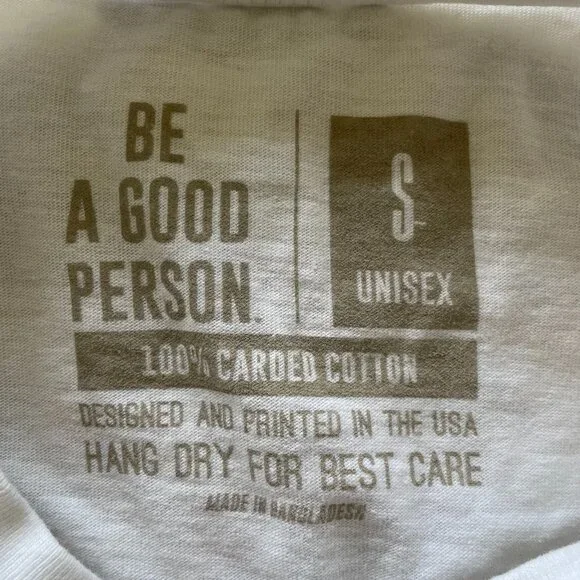 BE
A GOOD
PERSON.
S
UNISEX
100% CARDED COTTON
DESIGNED AND PRINTED IN THE USA
HANG DRY FOR BEST CARE
MADE IN BANGLADESH